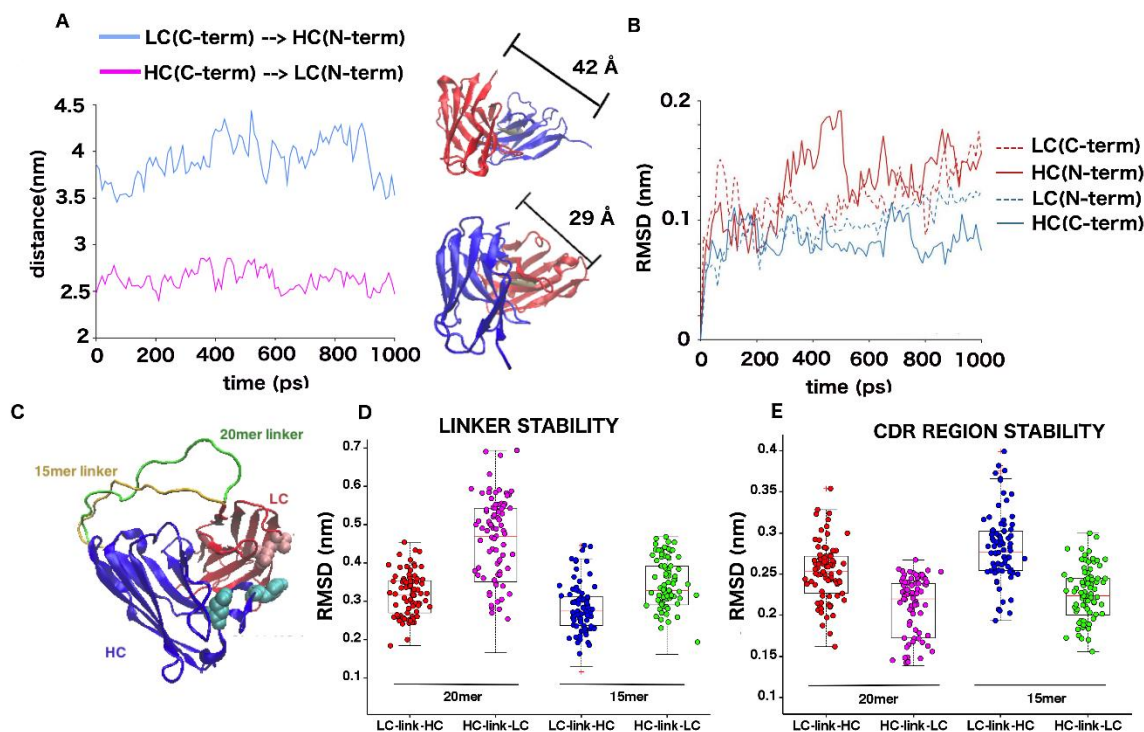 A
LC(C-term) --> HC(N-term)
HC(C-term) --> LC(N-term)
distance(nm)
4.5
4
3.5
3
2.5
2
0
200
400
600
800
1000
time (ps)
42 Å
29 Å
B
RMSD (nm)
0.2
0.1
0
0
200
400
600
800
1000
time (ps)
LC(C-term)
HC(N-term)
LC(N-term)
HC(C-term)
C
20mer linker
15mer linker
LC
HC
D
LINKER STABILITY
RMSD (nm)
0.7
0.6
0.5
0.4
0.3
0.2
0.1
20mer
15mer
LC-link-HC
HC-link-LC
LC-link-HC
HC-link-LC
E
CDR REGION STABILITY
RMSD (nm)
0.4
0.35
0.3
0.25
0.2
0.15
0.1
20mer
15mer
LC-link-HC
HC-link-LC
LC-link-HC
HC-link-LC